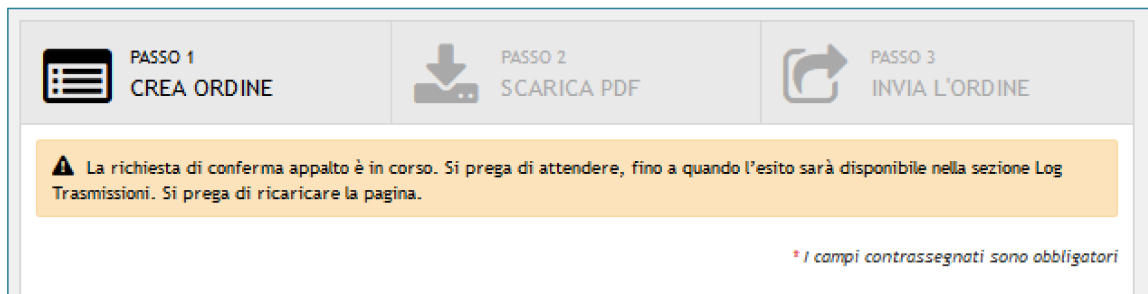 PASSO 1
CREA ORDINE
PASSO 2
SCARICA PDF
PASSO 3
INVIA L'ORDINE
La richiesta di conferma appalto è in corso. Si prega di attendere, fino a quando l’esito sarà disponibile nella sezione Log
Trasmissioni. Si prega di ricaricare la pagina.
* I campi contrassegnati sono obbligatori